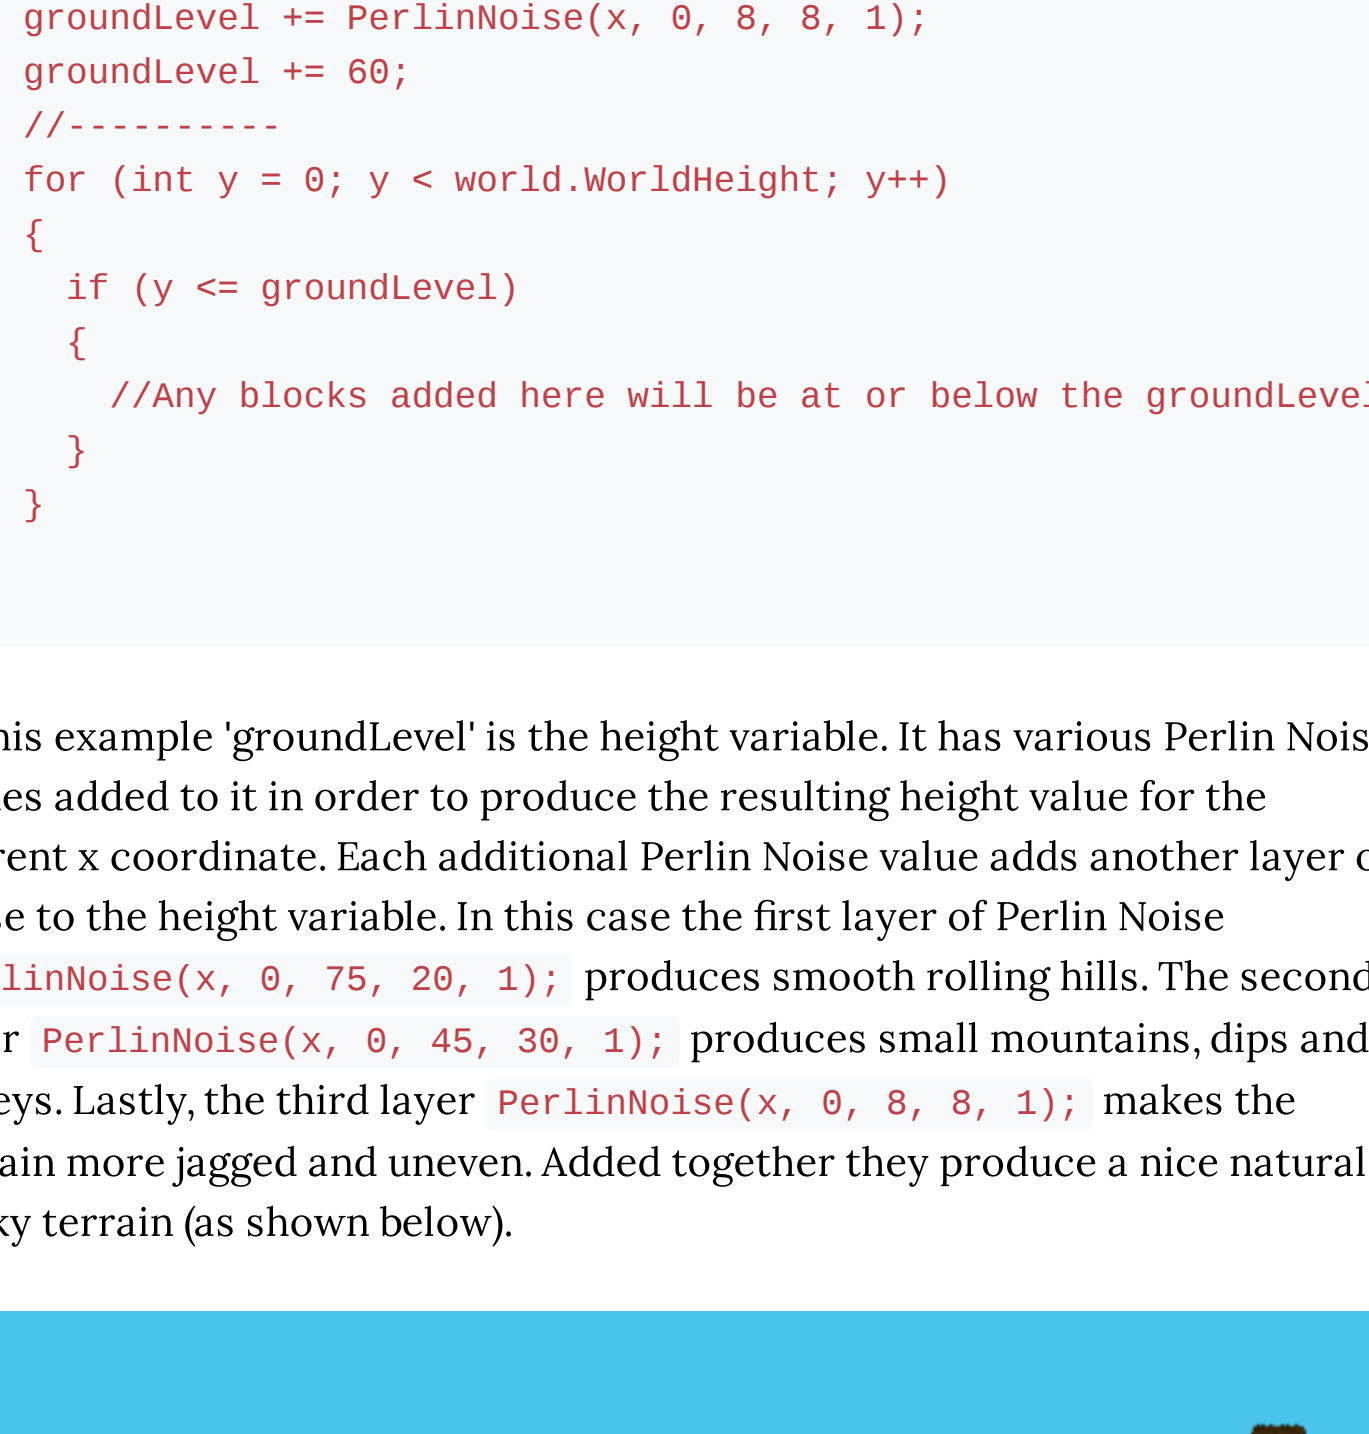 groundLevel += PerlinNoise(x, 0, 8, 8, 1);
groundLevel += 60;
//----------
for (int y = 0; y < world.WorldHeight; y++)
{
  if (y <= groundLevel)
  {
    //Any blocks added here will be at or below the groundLevel
  }
}
his example 'groundLevel' is the height variable. It has various Perlin Nois
es added to it in order to produce the resulting height value for the
rent x coordinate. Each additional Perlin Noise value adds another layer o
e to the height variable. In this case the first layer of Perlin Noise
linNoise(x, 0, 75, 20, 1); produces smooth rolling hills. The second
r PerlinNoise(x, 0, 45, 30, 1); produces small mountains, dips and
eys. Lastly, the third layer PerlinNoise(x, 0, 8, 8, 1); makes the
ain more jagged and uneven. Added together they produce a nice natural
ky terrain (as shown below).